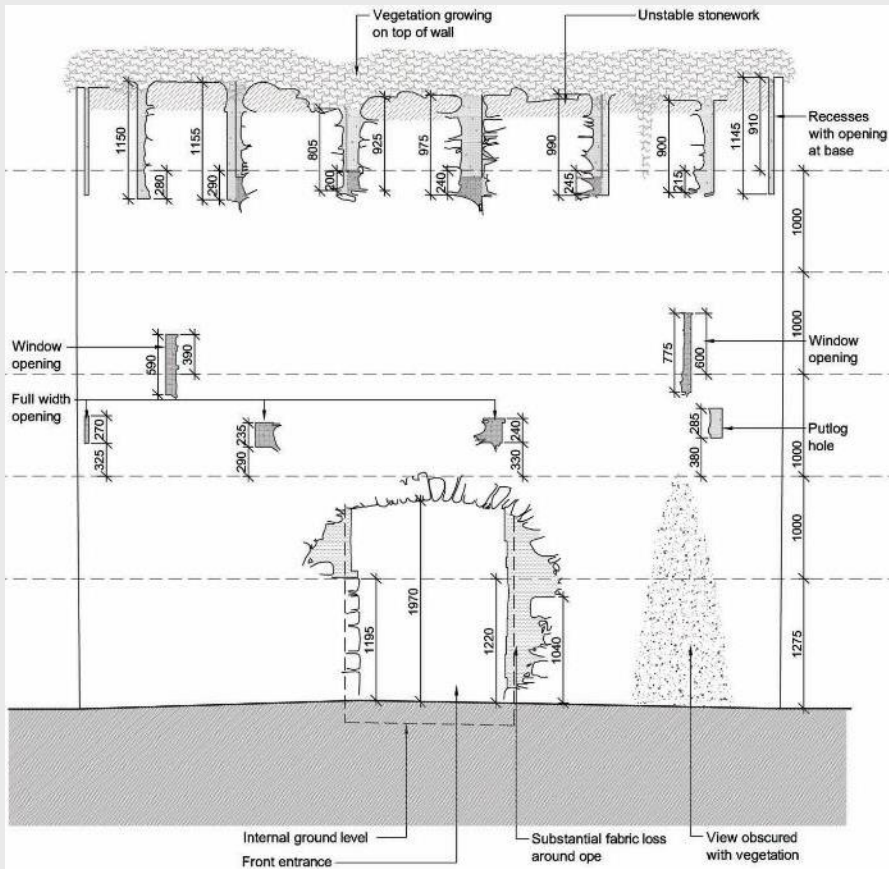 Vegetation growing
on top of wall
Unstable stonework
Recesses
with opening
at base
1150
280
1155
290
805
200
925
975
240
990
245
900
215
1145
910
1000
1000
1000
1000
1275
Window
opening
590
390
775
600
Window
opening
Full width
opening
270
325
235
290
240
330
285
380
Putlog
hole
1195
1970
1220
1040
Internal ground level
Front entrance
Substantial fabric loss
around ope
View obscured
with vegetation